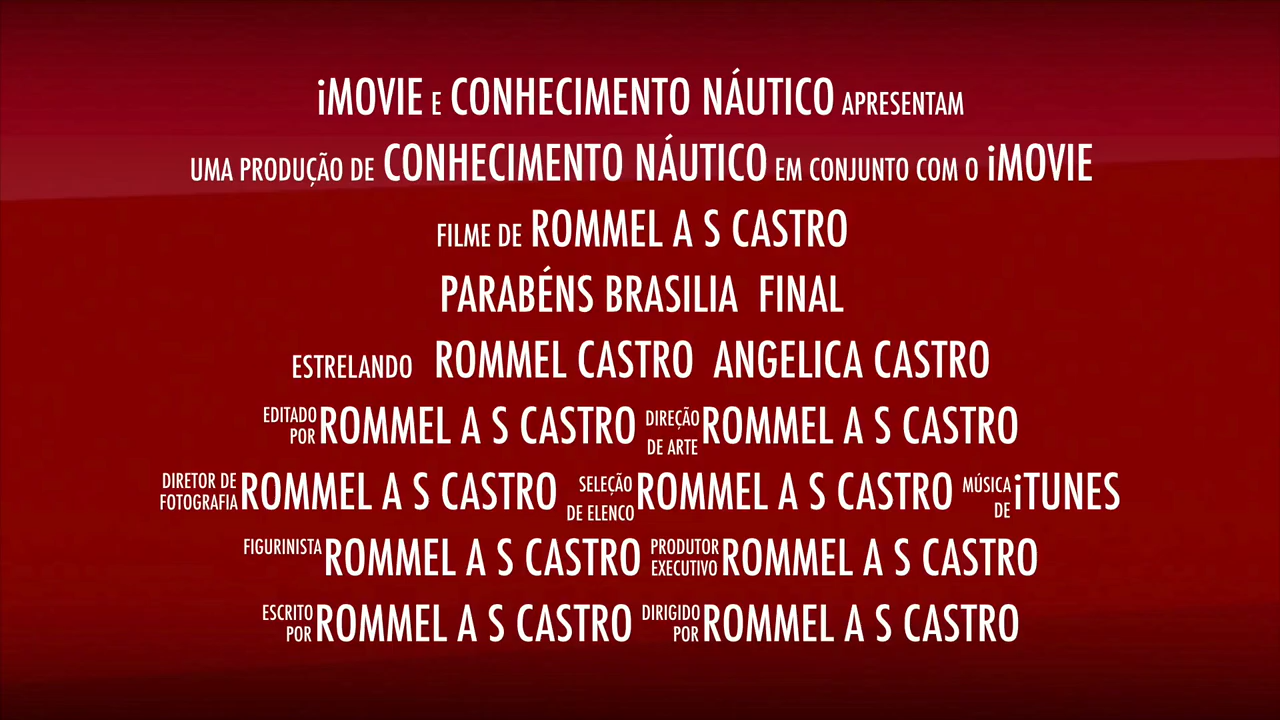 iMOVIE E CONHECIMENTO NÁUTICO APRESENTAM
UMA PRODUÇÃO DE CONHECIMENTO NÁUTICO EM CONJUNTO COM O iMOVIE
FILME DE ROMMEL A S CASTRO
PARABÉNS BRASILIA FINAL
ESTRELANDO ROMMEL CASTRO ANGELICA CASTRO
EDITADO POR ROMMEL A S CASTRO DIREÇÃO DE ARTE ROMMEL A S CASTRO
DIRETOR DE FOTOGRAFIA ROMMEL A S CASTRO SELEÇÃO DE ELENCO ROMMEL A S CASTRO MÚSICA DE iTUNES
FIGURINISTA ROMMEL A S CASTRO PRODUTOR EXECUTIVO ROMMEL A S CASTRO
ESCRITO POR ROMMEL A S CASTRO DIRIGIDO POR ROMMEL A S CASTRO